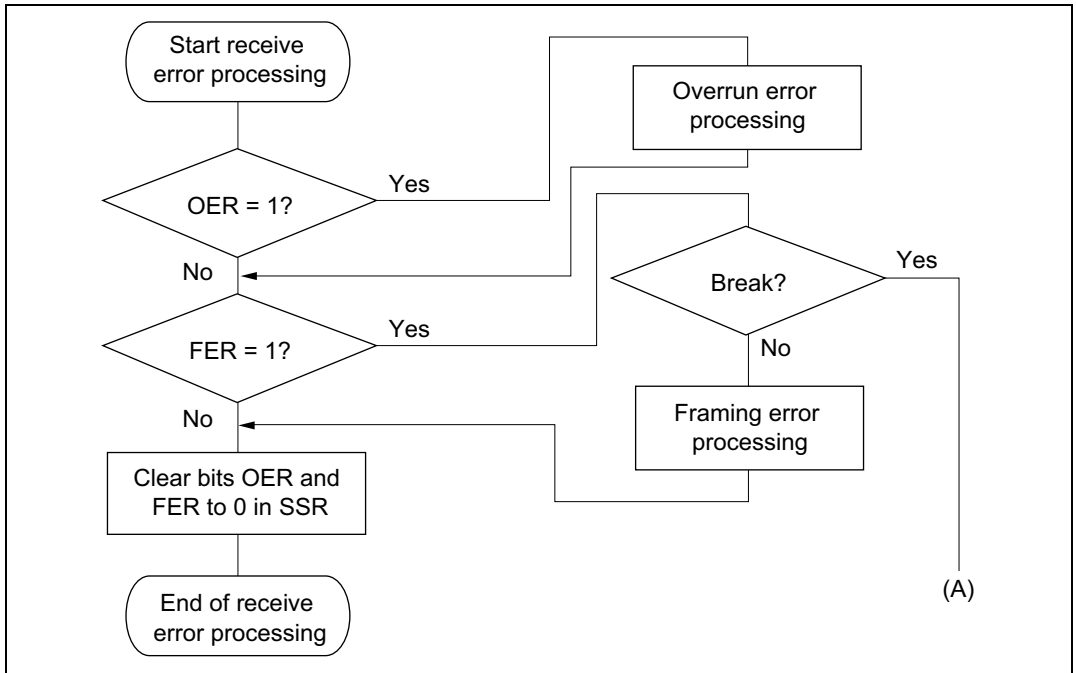 Start receive
error processing
OER = 1?
Yes
Overrun error
processing
No
FER = 1?
Yes
Break?
Yes
No
Framing error
processing
No
Clear bits OER and
FER to 0 in SSR
End of receive
error processing
(A)